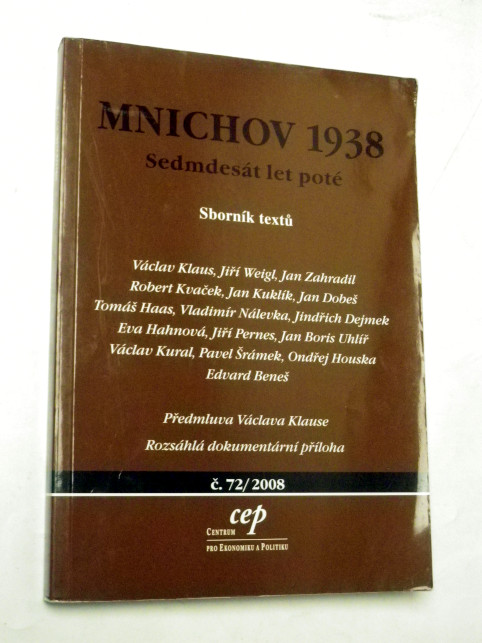 MNICHOV 1938
Sedmdesát let poté
Sborník textů
Václav Klaus, Jiří Weigl, Jan Zahradil
Robert Kvaček, Jan Kuklík, Jan Dobeš
Tomáš Haas, Vladimír Nálevka, Jindřich Dejmek
Eva Hahnová, Jiří Pernes, Jan Boris Uhlíř
Václav Kural, Pavel Šrámek, Ondřej Houska
Edvard Beneš
Předmluva Václava Klause
Rozsáhlá dokumentární příloha
č. 72/2008
cep
CENTRUM
PRO EKONOMIKU A POLITIKU